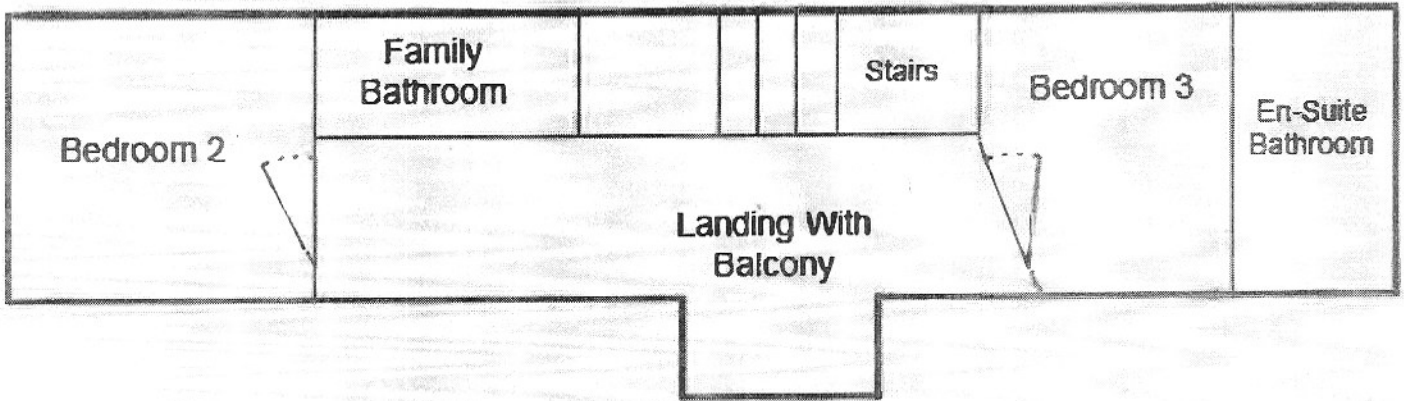 Family
Bathroom
Stairs
Bedroom 3
En-Suite
Bathroom
Bedroom 2
Landing With
Balcony